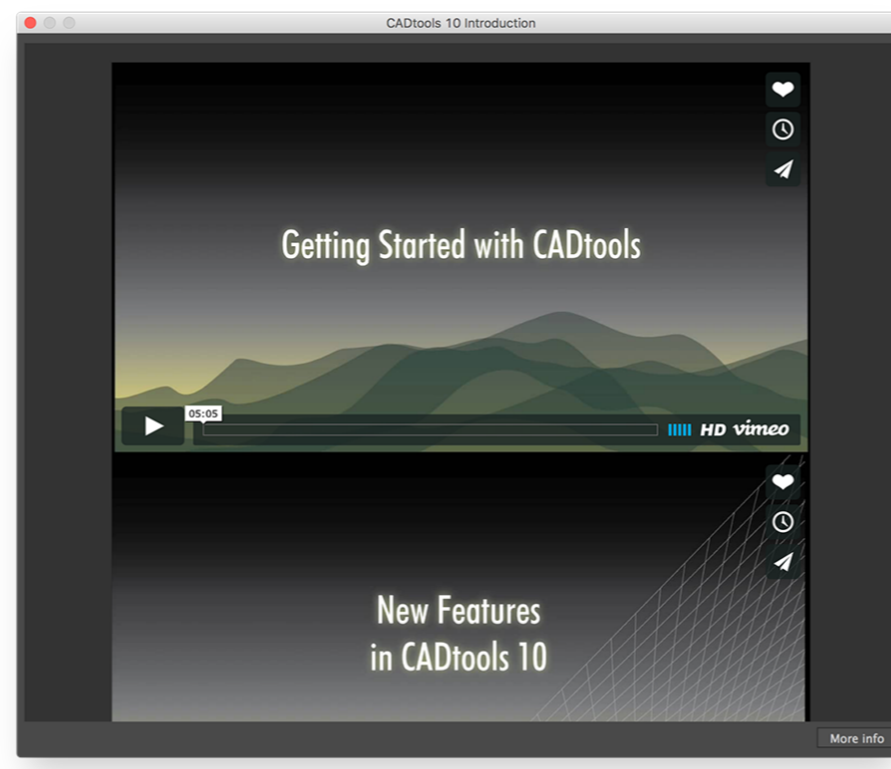 CADtools 10 Introduction
Getting Started with CADtools
05:05
HD vimeo
New Features
in CADtools 10
More info